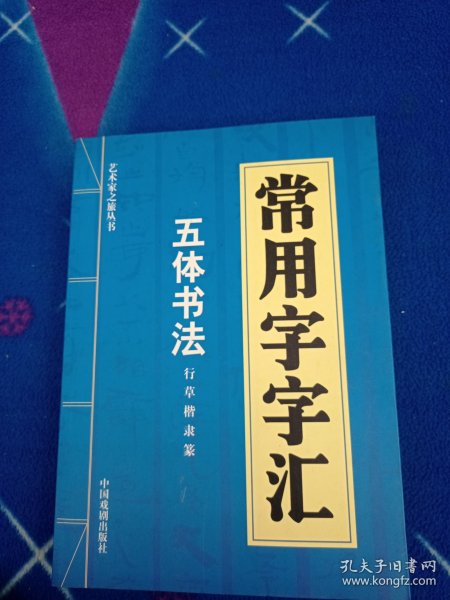 常用字字汇
五体书法
行草楷隶篆
艺术家之旅丛书
中国戏剧出版社
孔夫子旧书网
www.kongfz.com